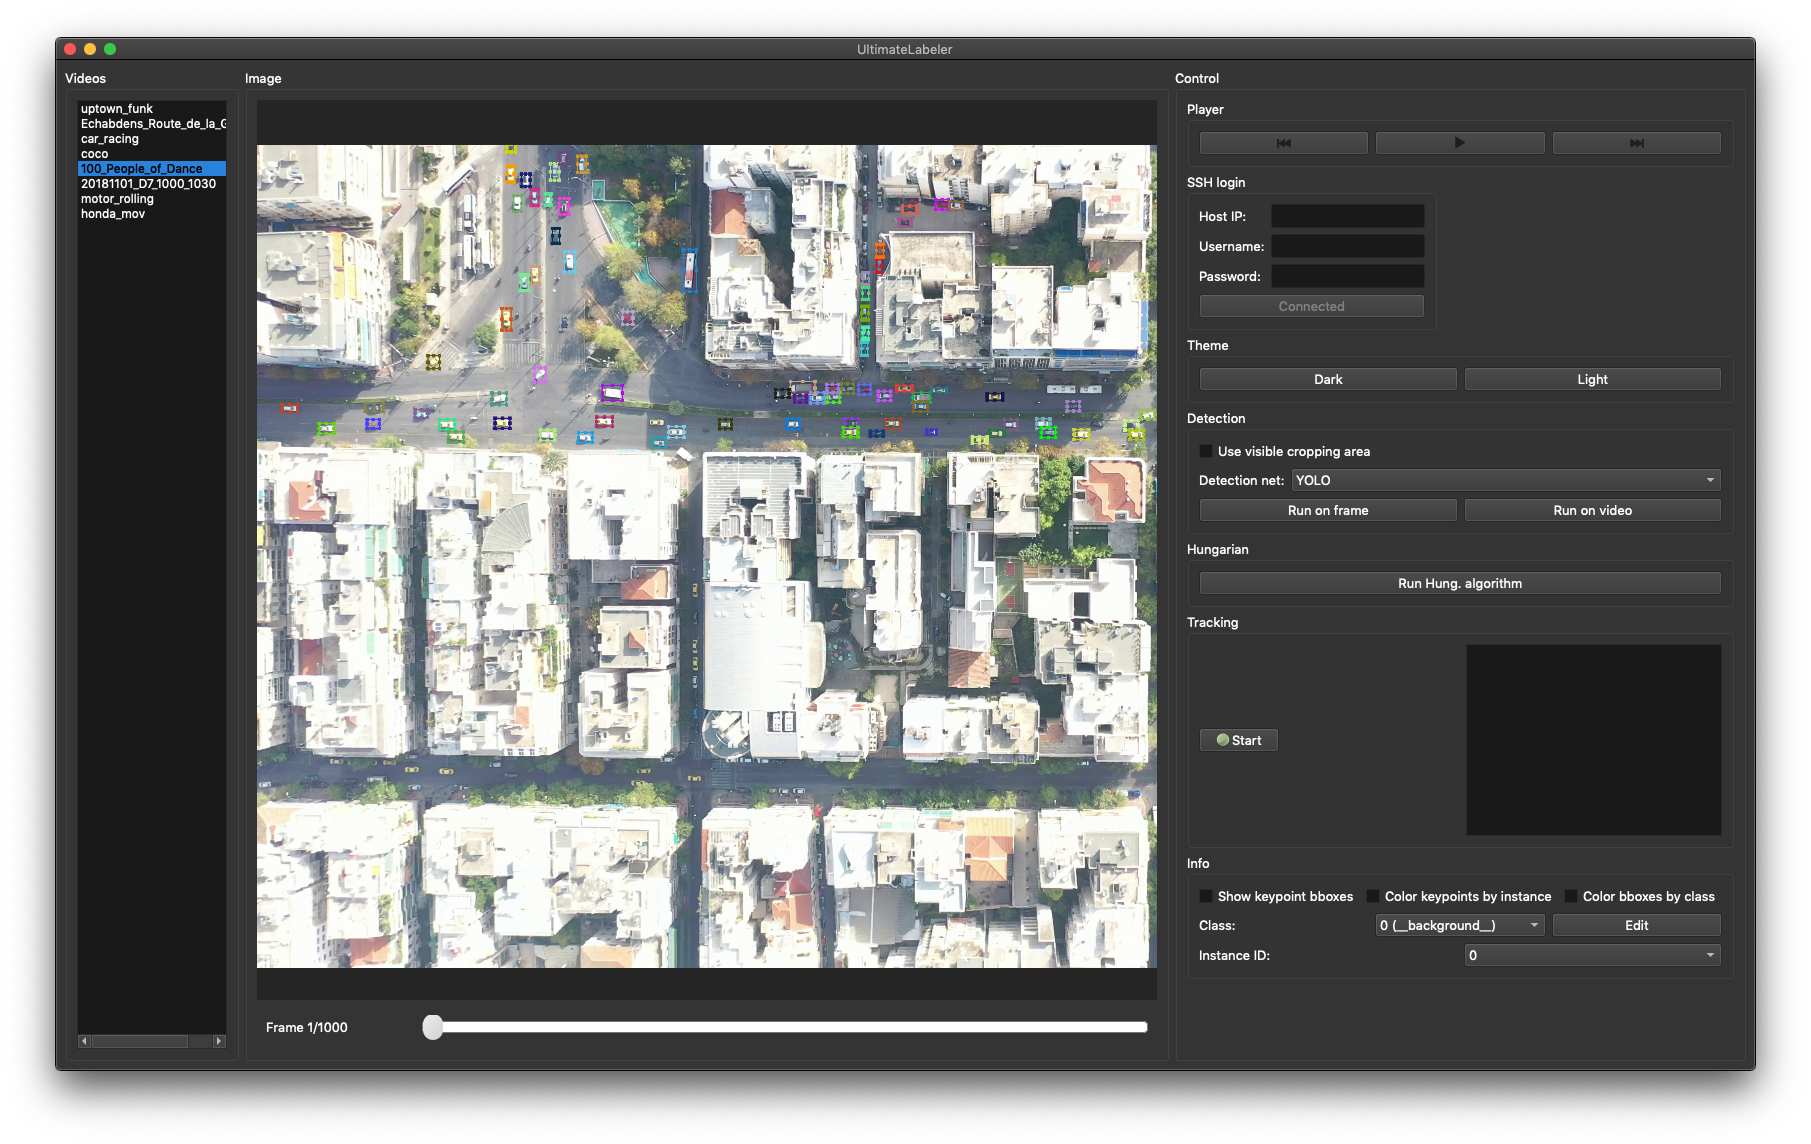 UltimateLabeler
Videos
uptown_funk
Echabdens_Route_de_la_G
car_racing
coco
100_People_of_Dance
20181101_D7_1000_1030
motor_rolling
honda_mov
Image
Frame 1/1000
Control
Player
SSH login
Host IP:
Username:
Password:
Connected
Theme
Dark Light
Detection
Use visible cropping area
Detection net: YOLO
Run on frame Run on video
Hungarian
Run Hung. algorithm
Tracking
Start
Info
Show keypoint bboxes Color keypoints by instance Color bboxes by class
Class: 0 (__background__) Edit
Instance ID: 0